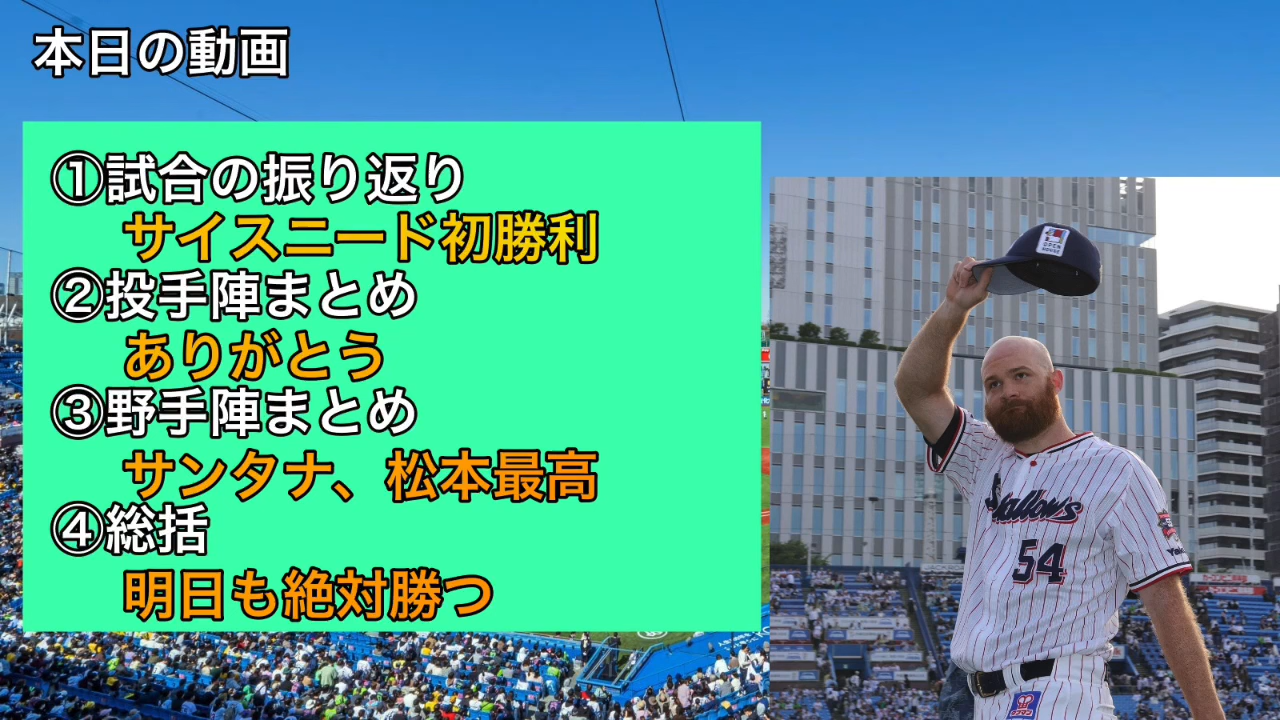 本日の動画
①試合の振り返り
サイスニード初勝利
②投手陣まとめ
ありがとう
③野手陣まとめ
サンタナ、松本最高
④総括
明日も絶対勝つ
OPEN
HOUSE
Swallows
54